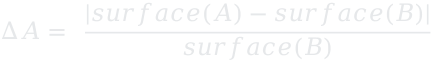 ΔA = |surface(A) − surface(B)| / surface(B)